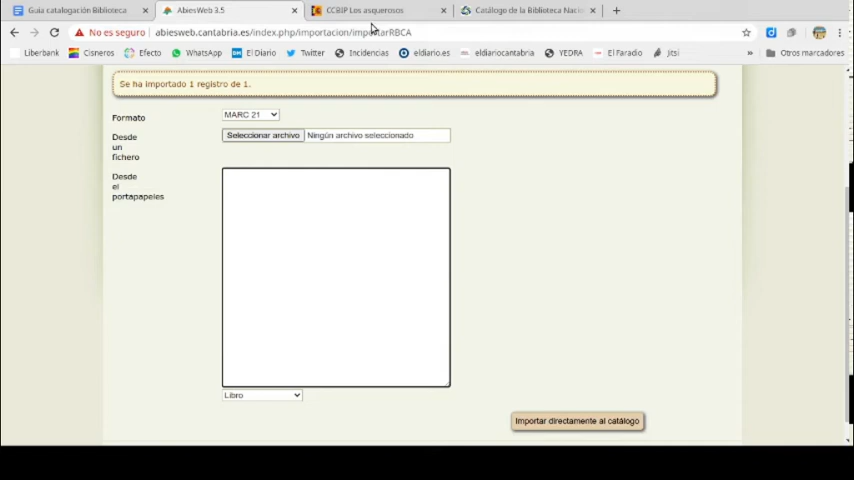 Guia catalogación Biblioteca × AbiesWeb 3.5 × CCBIP Los asquerosos × Catálogo de la Biblioteca Nacio × +
No es seguro abiesweb.cantabria.es/index.php/importacion/importarRBCA
Liberbank Cisneros Efecto WhatsApp El Diario Twitter Incidencias eldiario.es eldiariocantabria YEDRA El Faradio Jitsi » Otros marcadores
Se ha importado 1 registro de 1.
Formato MARC 21
Desde
un
fichero
Seleccionar archivo Ningún archivo seleccionado
Desde
el
portapapeles
Libro
Importar directamente al catálogo